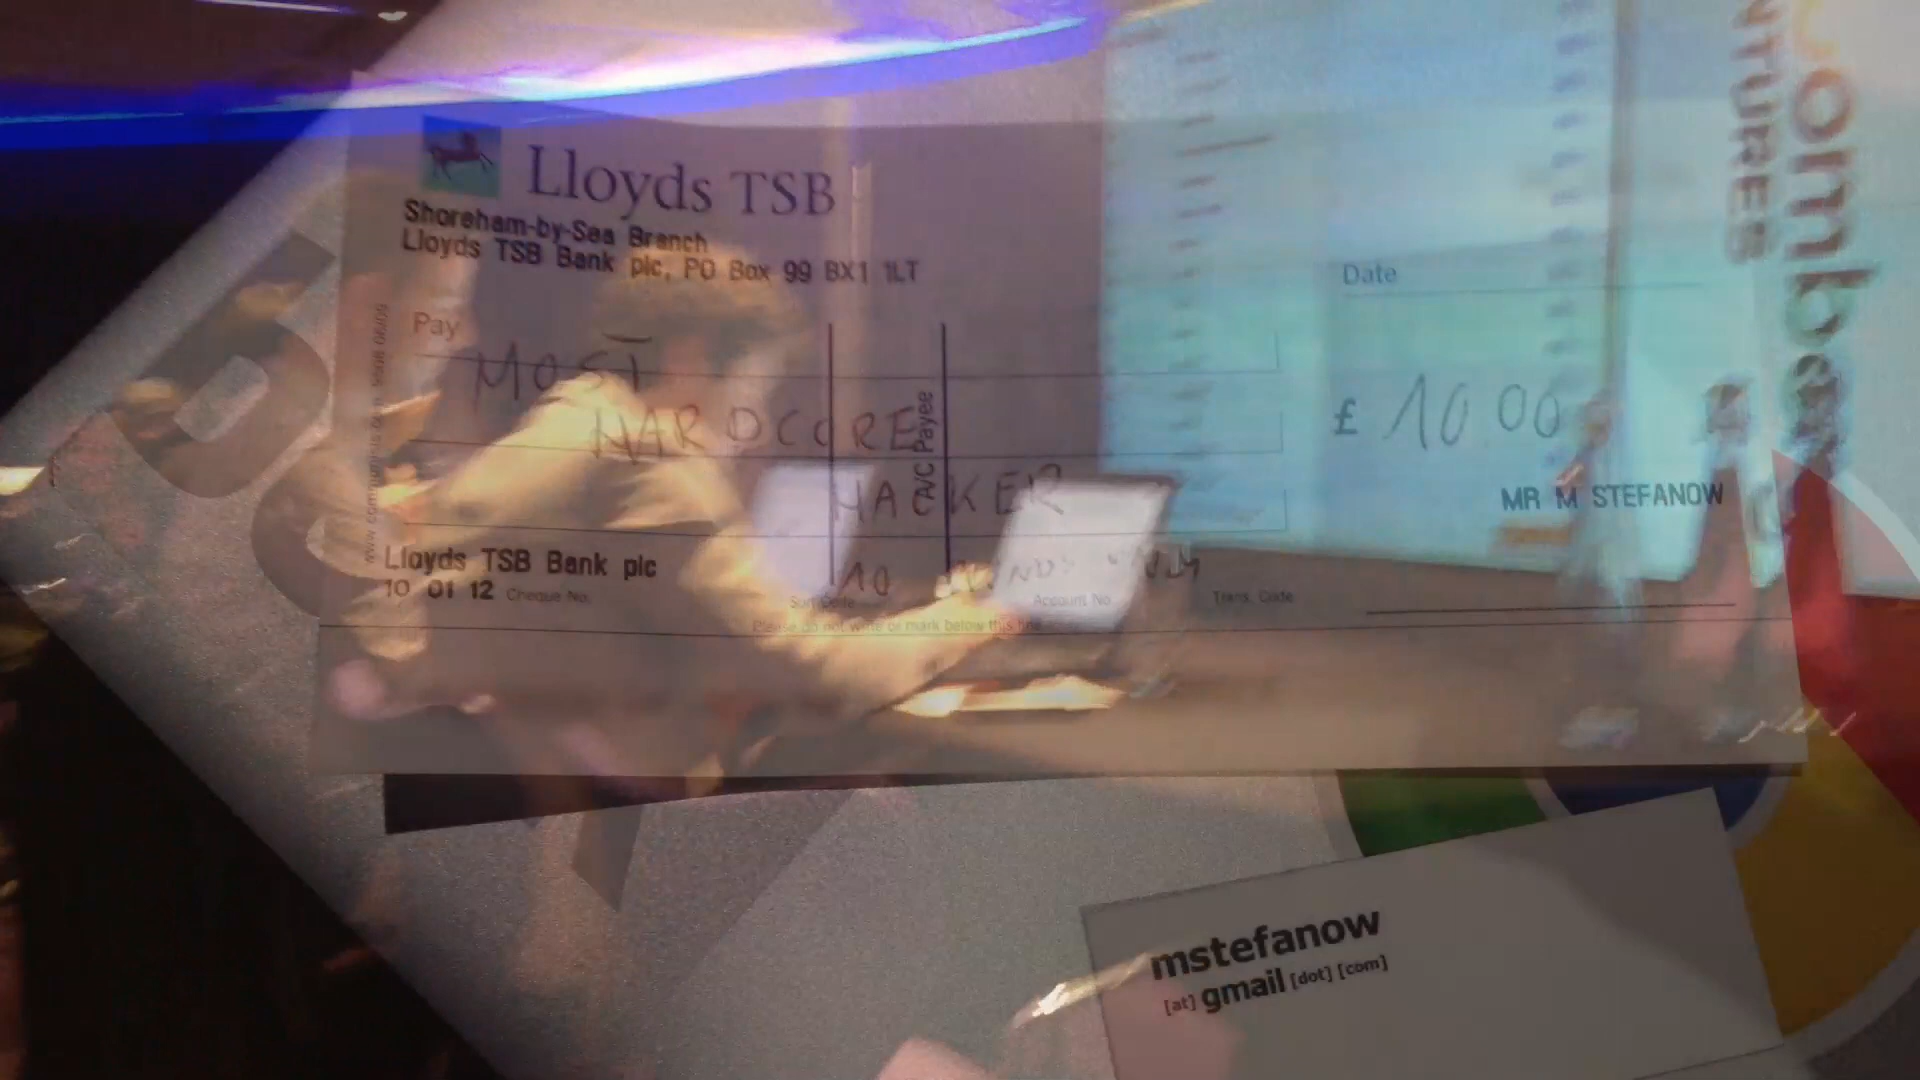 Lloyds TSB
Shoreham-by-Sea Branch
Lloyds TSB Bank plc, PO Box 99 BX1 1LT
Date
Pay
MOST
HARDCORE
HACKER
A/C Payee
£ 10 00
MR M STEFANOW
Lloyds TSB Bank plc
10 01 12 Cheque No.
10
Sort Code
Account No
Trans. Code
Please do not write or mark below this line
NTURES
mstefanow
[at] gmail [dot] [com]